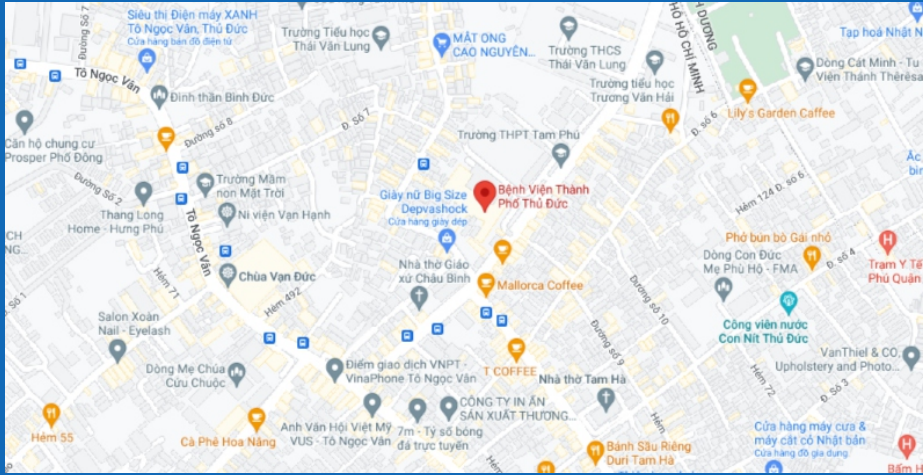 Siêu thị Điện máy XANH
Tô Ngọc Vân, Thủ Đức
Cửa hàng bán đồ điện tử
Đường Số 7
Trường Tiểu học
Thái Văn Lung
MẬT ONG
CAO NGUYÊN...
Trường THCS
Thái Văn Lung
HỒ CHÍ MINH
DƯƠNG
Tạp hoá Nhật N
Tô Ngọc Vân
Đình thần Bình Đức
Trường tiểu học
Trương Văn Hải
Dòng Cát Minh - Tu
Viện Thánh Thêrêsa
Lily's Garden Caffee
Căn hộ chung cư
Prosper Phố Đông
Đường số 8
Đường Số 7
Trường THPT Tam Phú
Đ. số 6
Đường Số 2
Trường Mầm
non Mặt Trời
Giày nữ Big Size
Depvashock
Cửa hàng giày dép
Bệnh Viện Thành
Phố Thủ Đức
Hẻm 124 Đ. số 6
Thang Long
Home - Hưng Phú
Ni viện Vạn Hạnh
Tô Ngọc Vân
Phở bún bò Gái nhỏ
Nhà thờ Giáo
xứ Châu Bình
Dòng Con Đức
Mẹ Phù Hộ - FMA
Đ. số 4
Trạm Y Tế
Phú Quận
Chùa Vạn Đức
Hẻm 71
Hẻm 492
Mallorca Coffee
Đường số 10
Salon Xoàn
Nail - Eyelash
Công viên nước
Con Nít Thủ Đức
Đường Số 9
Dòng Mẹ Chúa
Cứu Chuộc
Điểm giao dịch VNPT -
VinaPhone Tô Ngọc Vân
T COFFEE
Nhà thờ Tam Hà
Hẻm 72
VanThiel & CO,
Upholstery and Photo...
Đ. Số 3
Hẻm 55
Cà Phê Hoa Nắng
Anh Văn Hội Việt Mỹ
VUS - Tô Ngọc Vân
7m - Tỷ số bóng
đá trực tuyến
CÔNG TY IN ẤN
SẢN XUẤT THƯƠNG...
Bánh Sầu Riêng
Duri Tam Hà
Cửa hàng máy cưa &
máy cắt cỏ Nhật bản
Cửa hàng đồ gia dụng